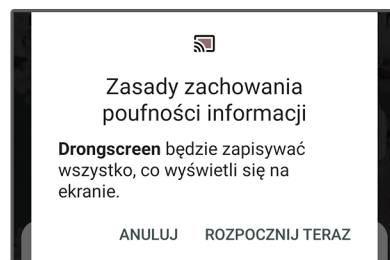 Zasady zachowania
poufności informacji
Drongscreen będzie zapisywać
wszystko, co wyświetli się na
ekranie.
ANULUJ ROZPOCZNIJ TERAZ